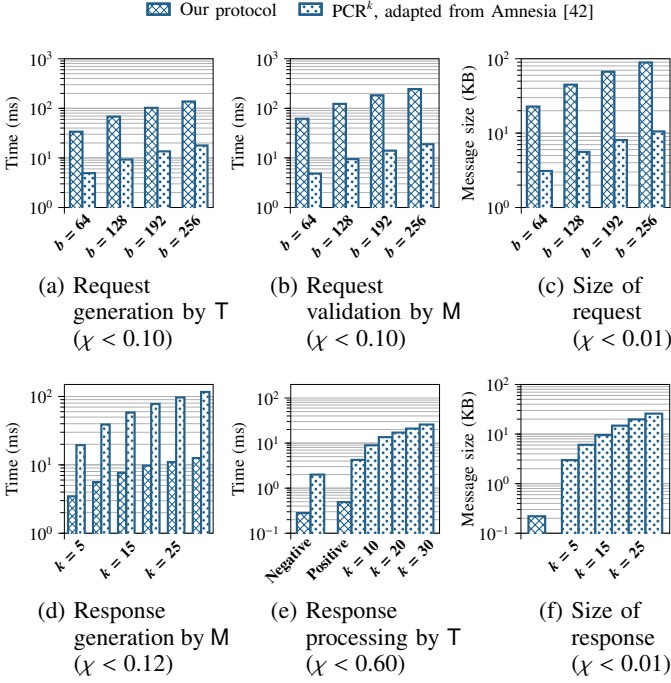 Our protocol PCR^k, adapted from Amnesia [42]
Time (ms)
10^3
10^2
10^1
10^0
b = 64
b = 128
b = 192
b = 256
(a) Request
generation by T
(χ < 0.10)
Time (ms)
10^3
10^2
10^1
10^0
b = 64
b = 128
b = 192
b = 256
(b) Request
validation by M
(χ < 0.10)
Message size (KB)
10^2
10^1
10^0
b = 64
b = 128
b = 192
b = 256
(c) Size of
request
(χ < 0.01)
Time (ms)
10^2
10^1
10^0
k = 5
k = 15
k = 25
(d) Response
generation by M
(χ < 0.12)
Time (ms)
10^2
10^1
10^0
10^−1
Negative
Positive
k = 10
k = 20
k = 30
(e) Response
processing by T
(χ < 0.60)
Message size (KB)
10^2
10^1
10^0
10^−1
k = 5
k = 15
k = 25
(f) Size of
response
(χ < 0.01)